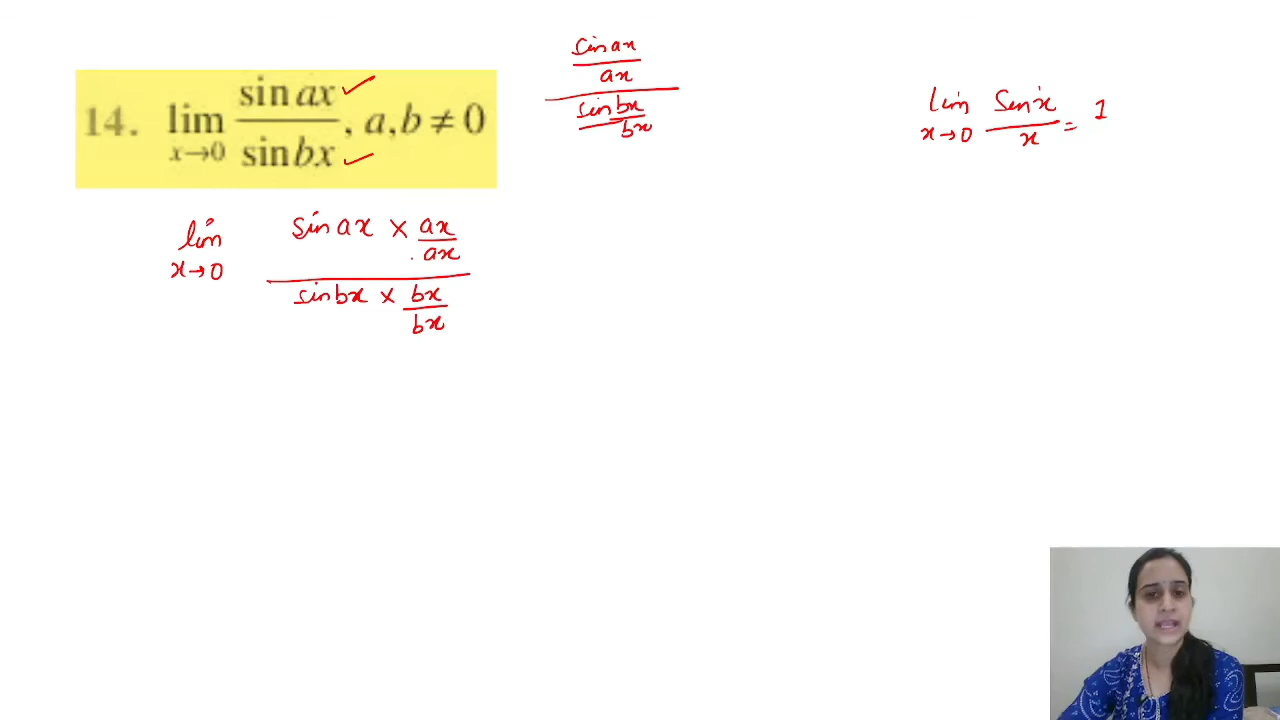 14. lim x→0 sin ax / sin bx , a,b ≠ 0
sin ax / ax
sin bx / bx
lim x→0 sin x / x = 1
lim x→0 sin ax × ax / ax
sin bx × bx / bx